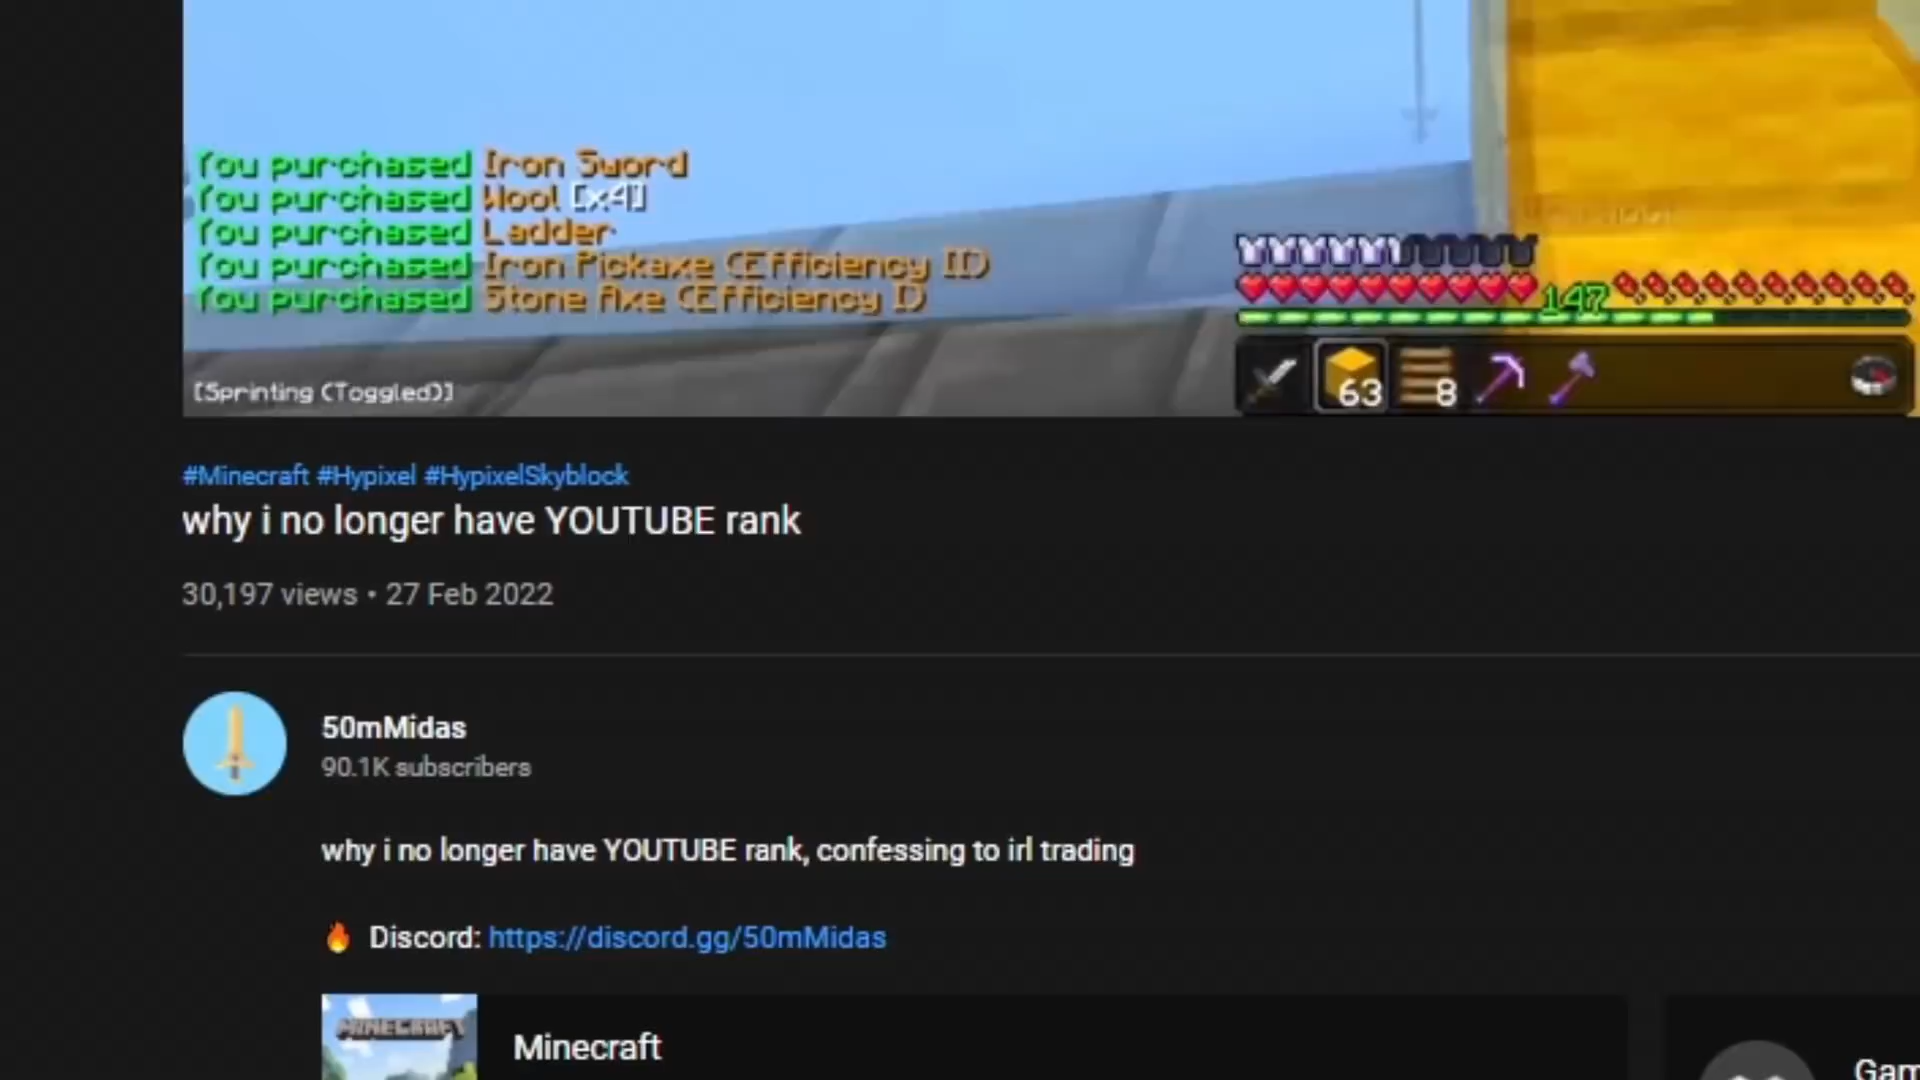 You purchased Iron Sword
You purchased Wool [x4]
You purchased Ladder
You purchased Iron Pickaxe (Efficiency II)
You purchased Stone Axe (Efficiency I)
147
[Sprinting (Toggled)]
63 8
#Minecraft #Hypixel #HypixelSkyblock
why i no longer have YOUTUBE rank
30,197 views • 27 Feb 2022
50mMidas
90.1K subscribers
why i no longer have YOUTUBE rank, confessing to irl trading
🔥 Discord: https://discord.gg/50mMidas
MINECRAFT
Minecraft
Gam